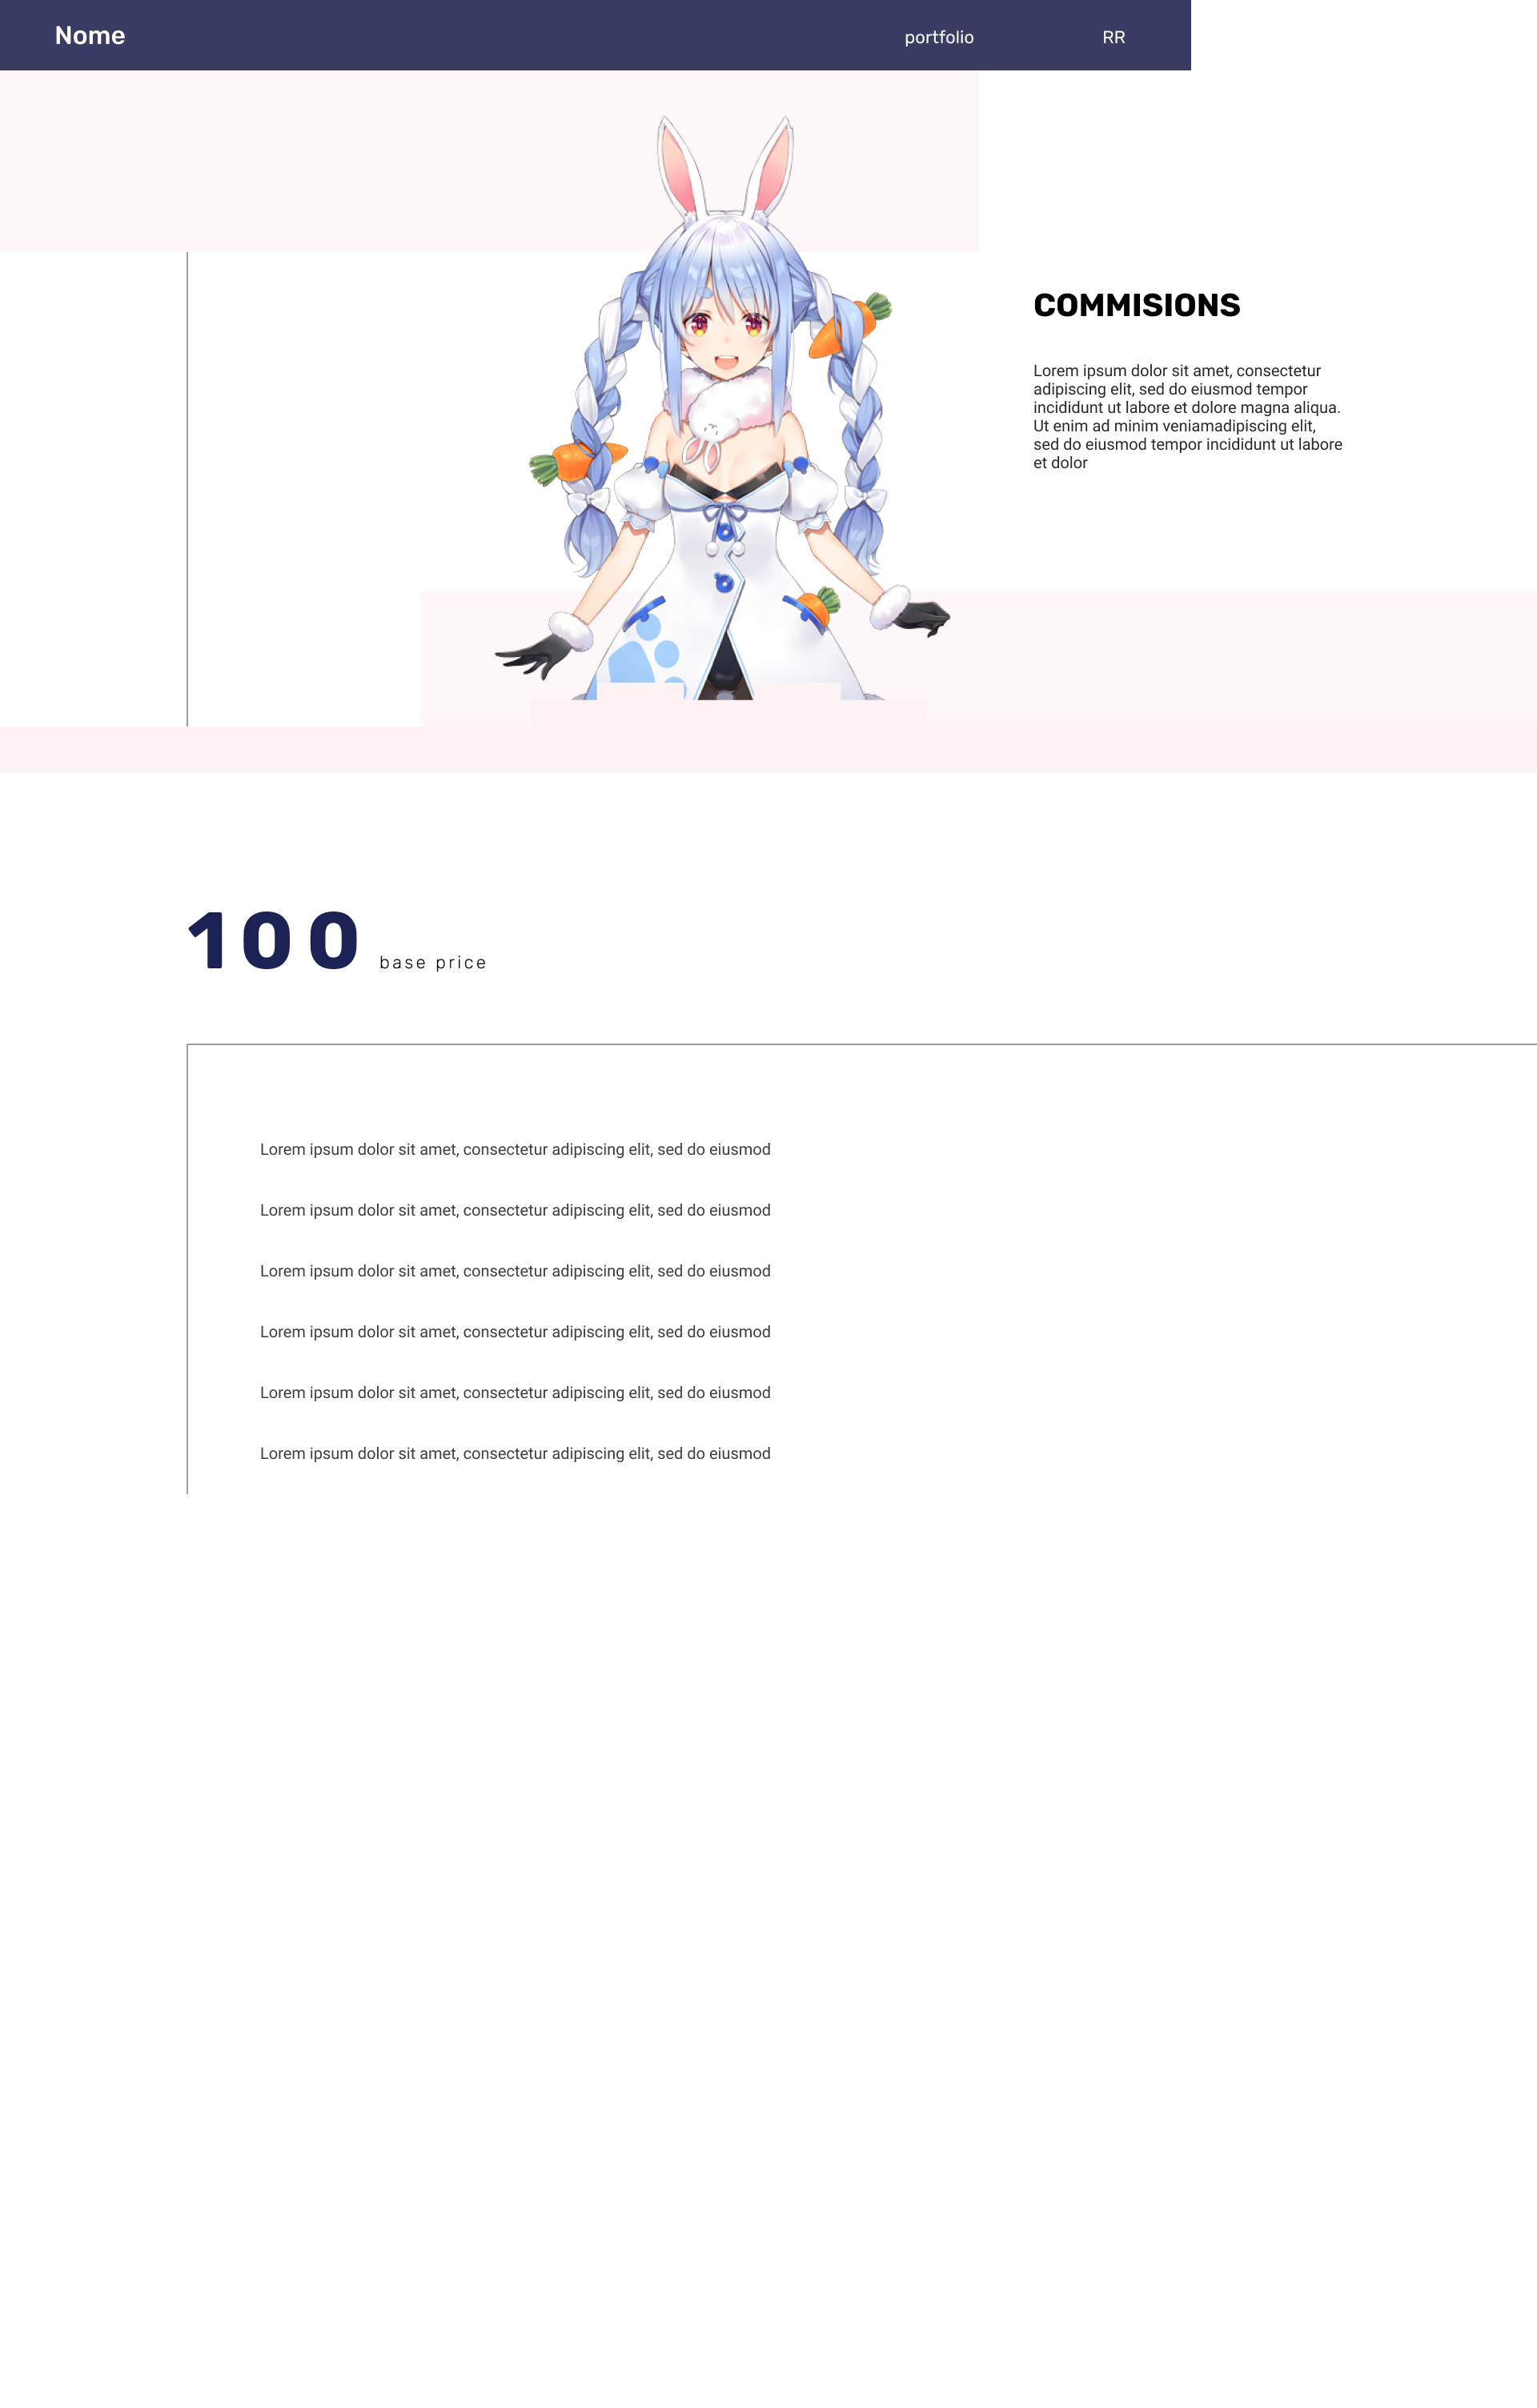 Nome
portfolio
RR
COMMISIONS
Lorem ipsum dolor sit amet, consectetur
adipiscing elit, sed do eiusmod tempor
incididunt ut labore et dolore magna aliqua.
Ut enim ad minim veniamadipiscing elit,
sed do eiusmod tempor incididunt ut labore
et dolor
100 base price
Lorem ipsum dolor sit amet, consectetur adipiscing elit, sed do eiusmod
Lorem ipsum dolor sit amet, consectetur adipiscing elit, sed do eiusmod
Lorem ipsum dolor sit amet, consectetur adipiscing elit, sed do eiusmod
Lorem ipsum dolor sit amet, consectetur adipiscing elit, sed do eiusmod
Lorem ipsum dolor sit amet, consectetur adipiscing elit, sed do eiusmod
Lorem ipsum dolor sit amet, consectetur adipiscing elit, sed do eiusmod